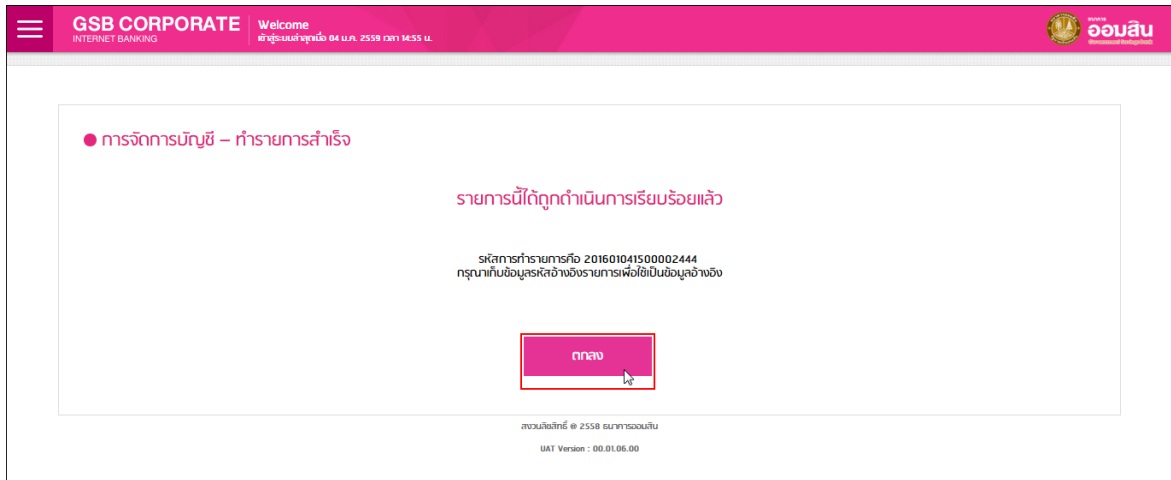 GSB CORPORATE
INTERNET BANKING
Welcome
เข้าสู่ระบบล่าสุดเมื่อ 04 ม.ค. 2559 เวลา 14:55 น.
ธนาคาร
ออมสิน
การจัดการบัญชี – ทำรายการสำเร็จ
รายการนี้ได้ถูกดำเนินการเรียบร้อยแล้ว
รหัสการทำรายการคือ 201601041500002444
กรุณาเก็บข้อมูลรหัสอ้างอิงรายการเพื่อใช้เป็นข้อมูลอ้างอิง
ตกลง
สงวนลิขสิทธิ์ @ 2558 ธนาคารออมสิน
UAT Version : 00.01.06.00